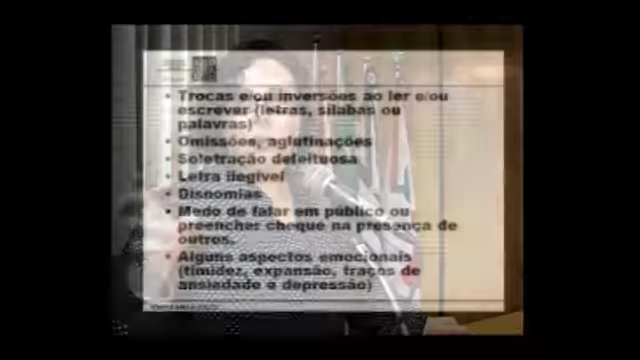 • Trocas e/ou inversões ao ler e/ou
escrever (letras, sílabas ou
palavras)
• Omissões, aglutinações
• Soletração defeituosa
• Letra ilegível
• Disnomias
• Medo de falar em público ou
preencher cheque na presença de
outros.
• Alguns aspectos emocionais
(timidez, expansão, traços de
ansiedade e depressão)